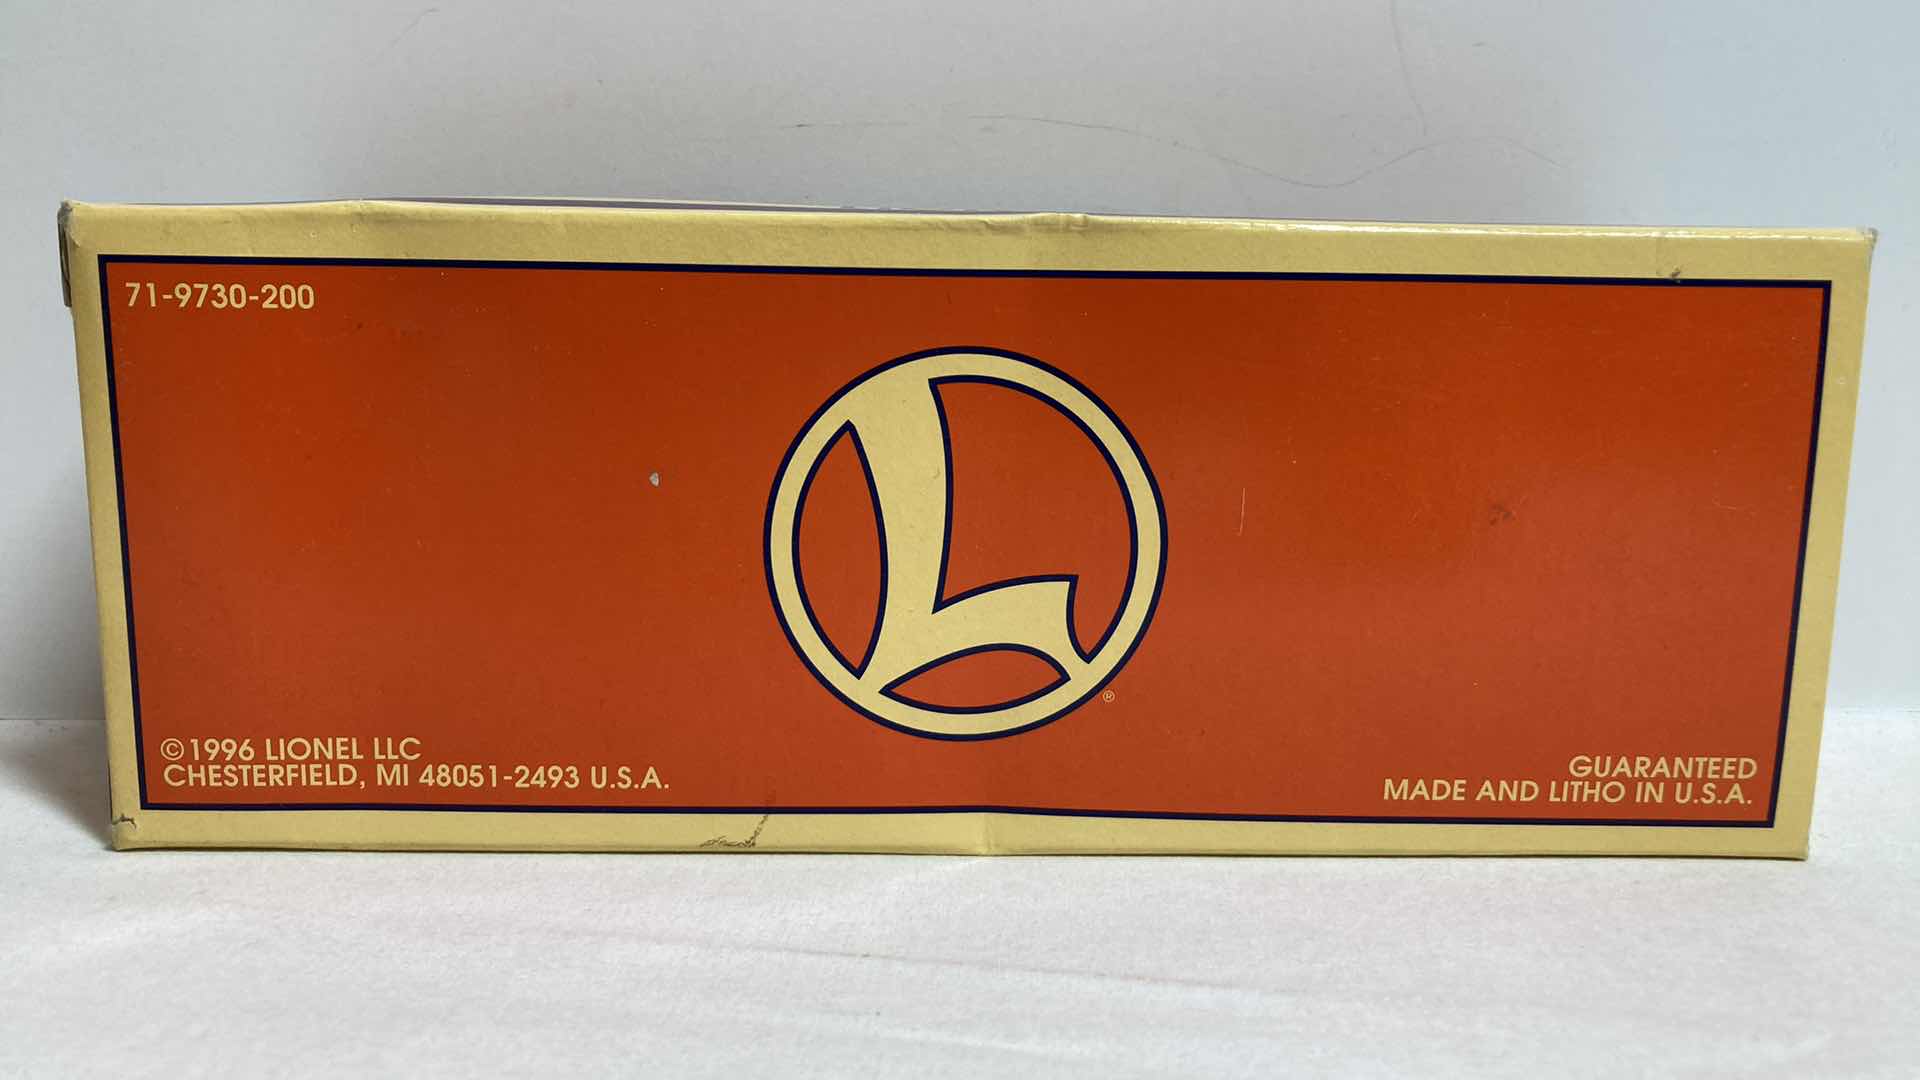 71-9730-200
L
®
©1996 LIONEL LLC
CHESTERFIELD, MI 48051-2493 U.S.A.
GUARANTEED
MADE AND LITHO IN U.S.A.